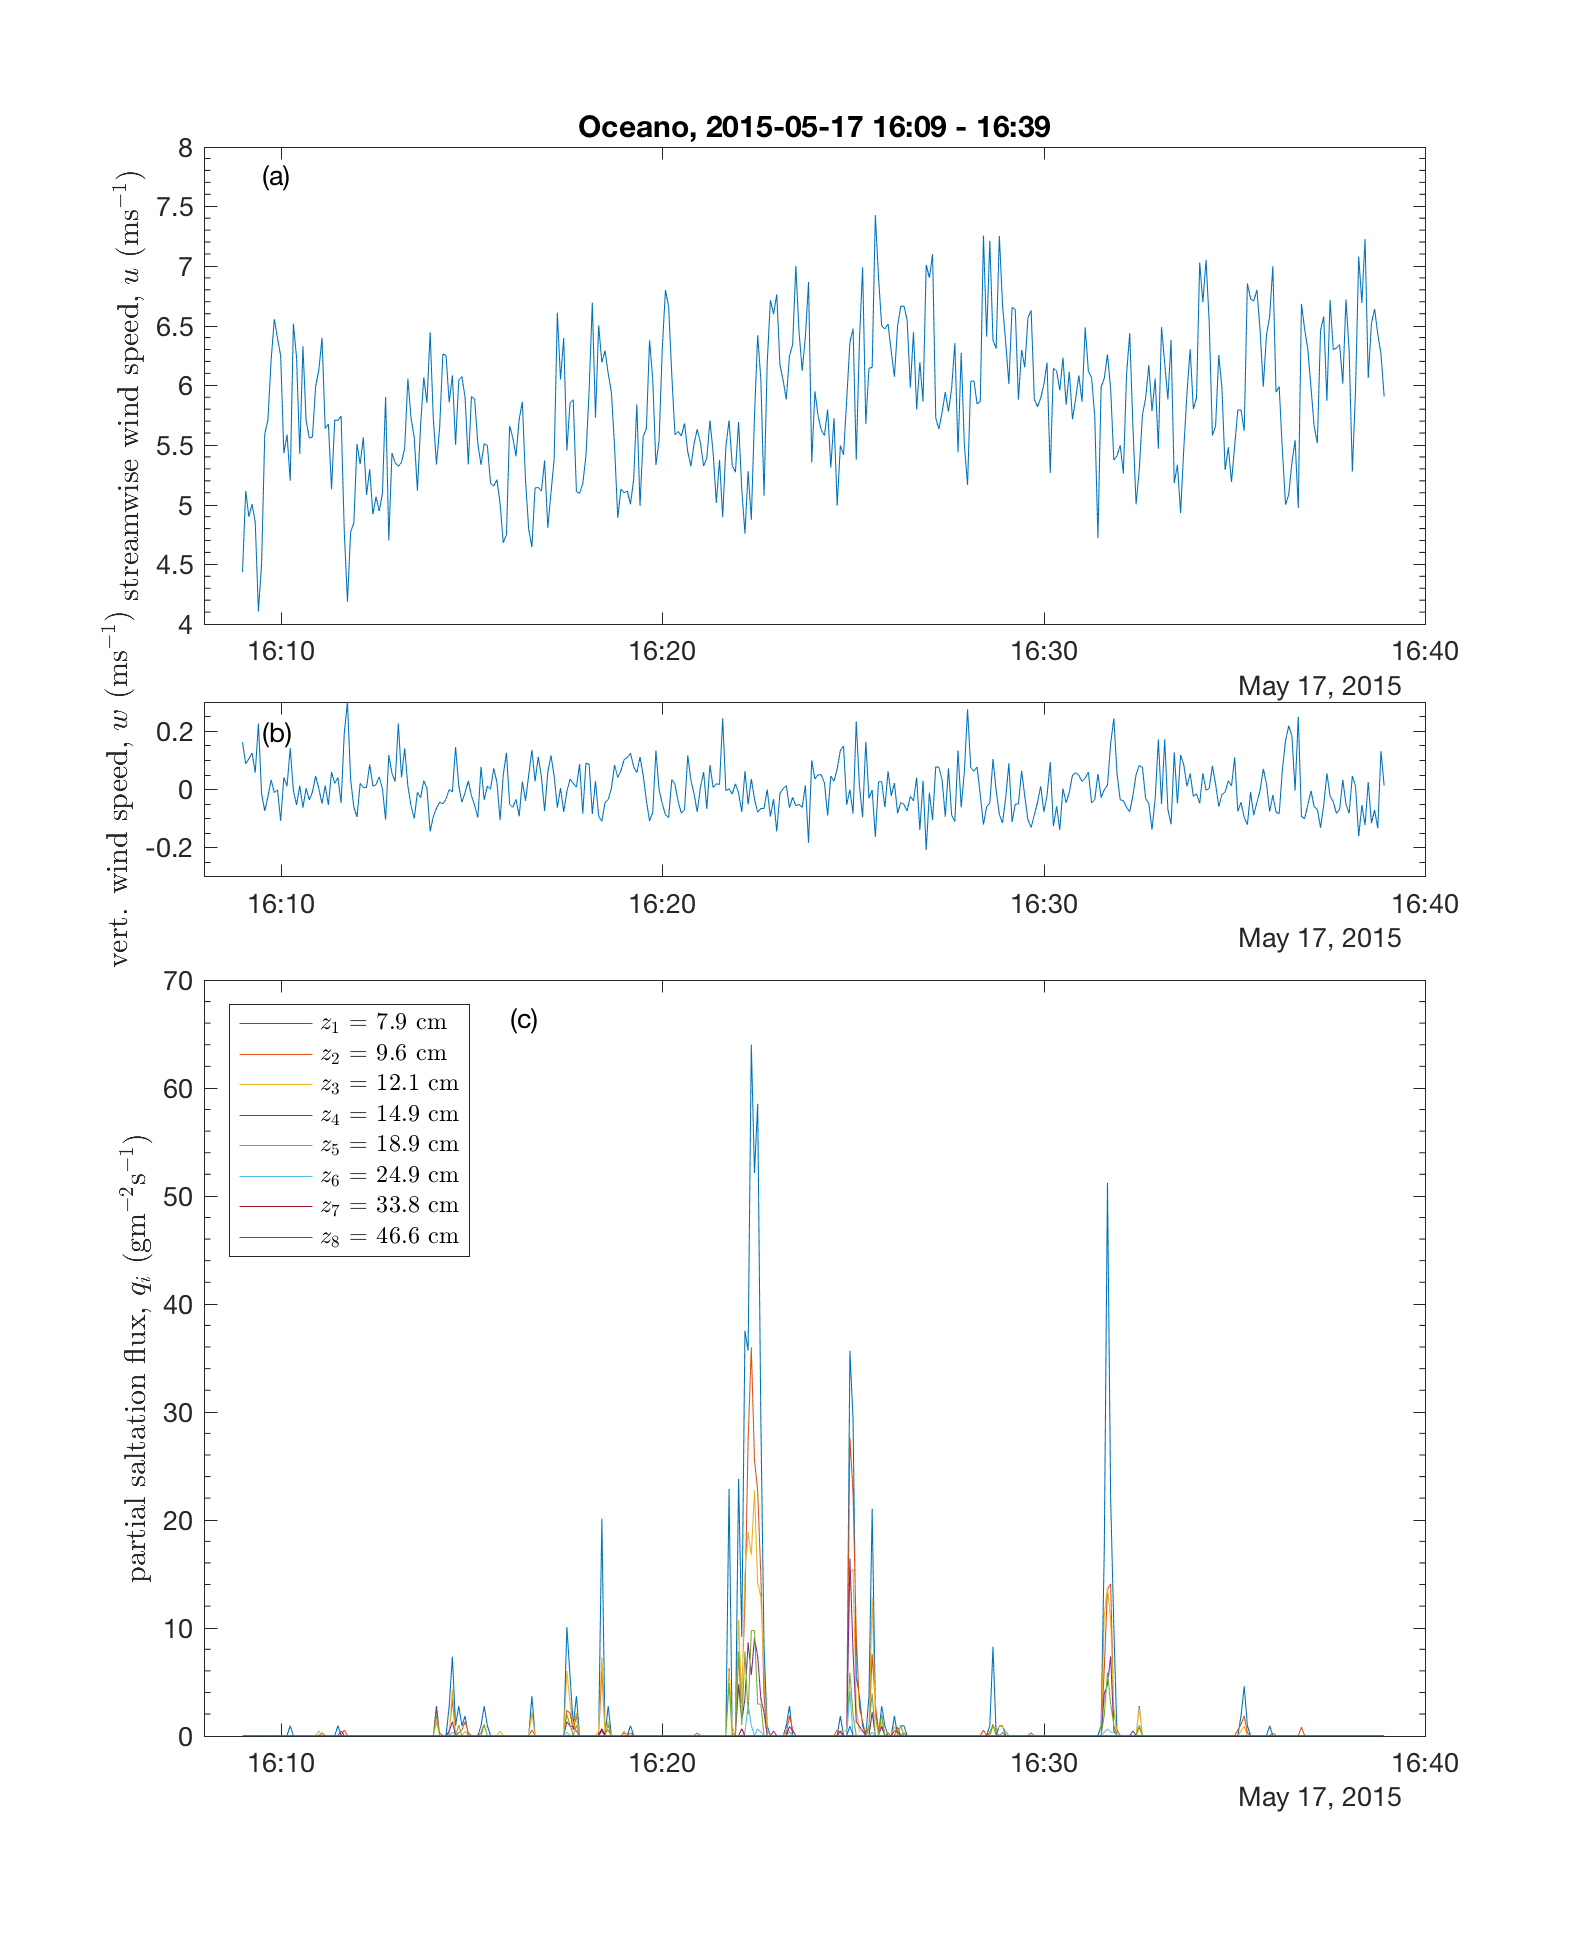 Oceano, 2015-05-17 16:09 - 16:39
(a)
streamwise wind speed, u (ms⁻¹)
8
7.5
7
6.5
6
5.5
5
4.5
4
16:10 16:20 16:30 16:40
May 17, 2015
(b)
vert. wind speed, w (ms⁻¹)
0.2
0
-0.2
16:10 16:20 16:30 16:40
May 17, 2015
(c)
partial saltation flux, qᵢ (gm⁻²s⁻¹)
70
60
50
40
30
20
10
0
z₁ = 7.9 cm
z₂ = 9.6 cm
z₃ = 12.1 cm
z₄ = 14.9 cm
z₅ = 18.9 cm
z₆ = 24.9 cm
z₇ = 33.8 cm
z₈ = 46.6 cm
16:10 16:20 16:30 16:40
May 17, 2015